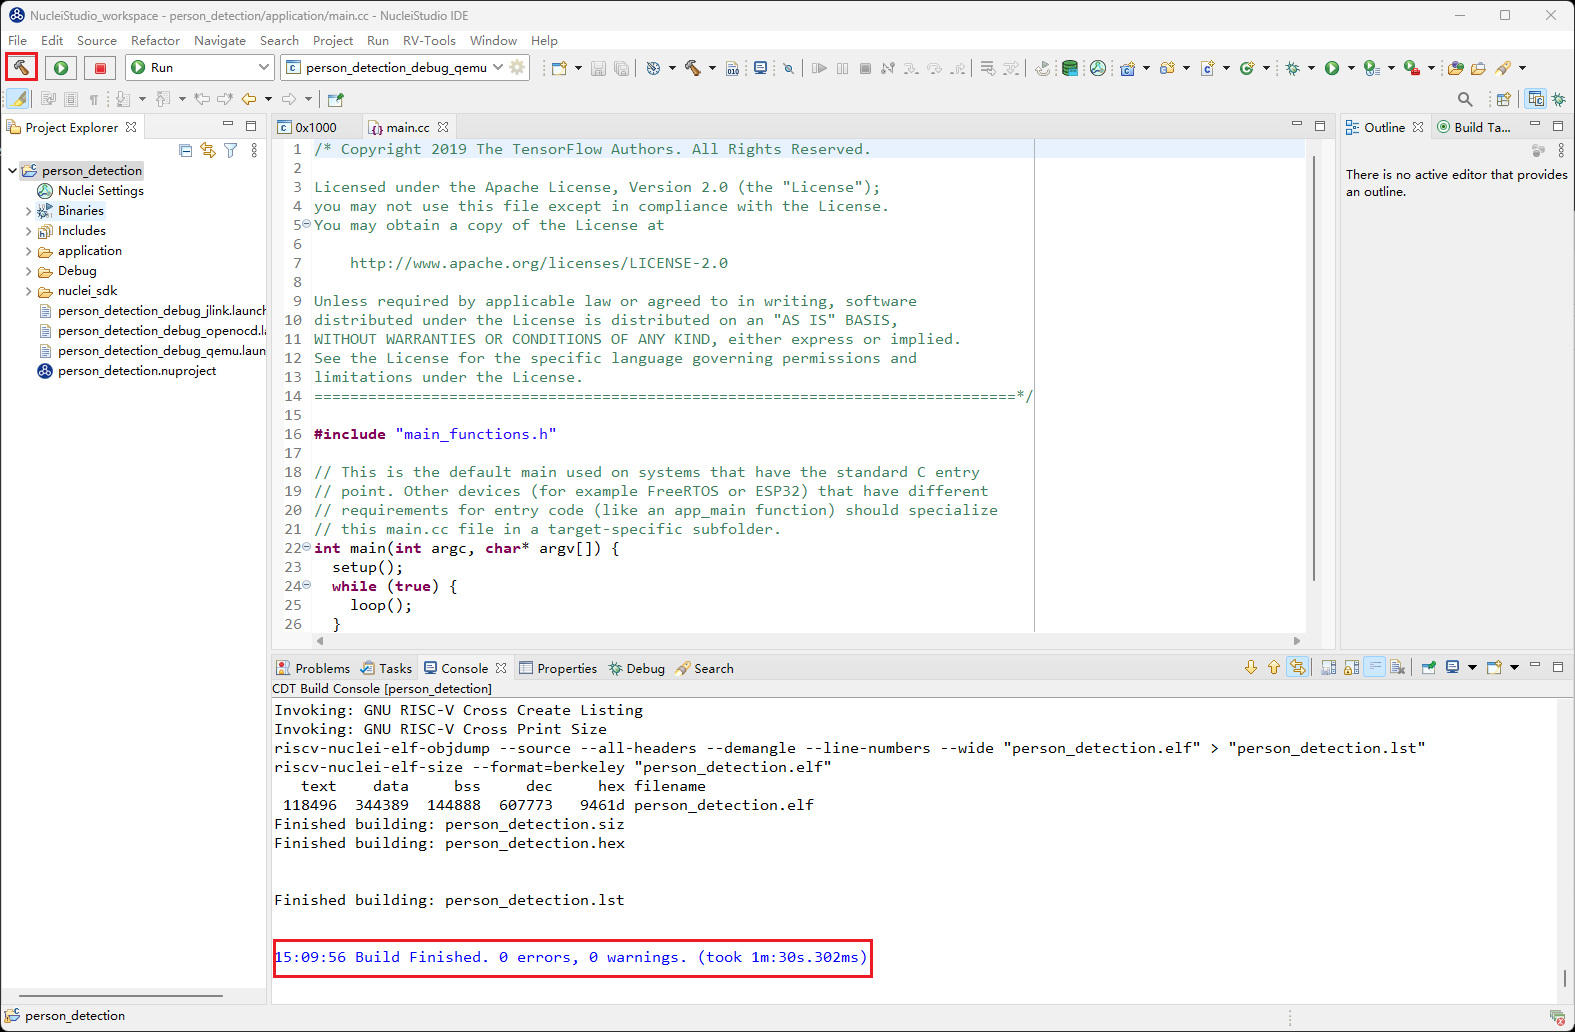 NucleiStudio_workspace - person_detection/application/main.cc - NucleiStudio IDE
File Edit Source Refactor Navigate Search Project Run RV-Tools Window Help
Run
person_detection_debug_qemu
Project Explorer
person_detection
Nuclei Settings
Binaries
Includes
application
Debug
nuclei_sdk
person_detection_debug_jlink.launch
person_detection_debug_openocd.la
person_detection_debug_qemu.laun
person_detection.nuproject
0x1000
main.cc
1 /* Copyright 2019 The TensorFlow Authors. All Rights Reserved.
2
3 Licensed under the Apache License, Version 2.0 (the "License");
4 you may not use this file except in compliance with the License.
5 You may obtain a copy of the License at
6
7     http://www.apache.org/licenses/LICENSE-2.0
8
9 Unless required by applicable law or agreed to in writing, software
10 distributed under the License is distributed on an "AS IS" BASIS,
11 WITHOUT WARRANTIES OR CONDITIONS OF ANY KIND, either express or implied.
12 See the License for the specific language governing permissions and
13 limitations under the License.
14 ==============================================================================*/
15
16 #include "main_functions.h"
17
18 // This is the default main used on systems that have the standard C entry
19 // point. Other devices (for example FreeRTOS or ESP32) that have different
20 // requirements for entry code (like an app_main function) should specialize
21 // this main.cc file in a target-specific subfolder.
22 int main(int argc, char* argv[]) {
23   setup();
24   while (true) {
25     loop();
26   }
Outline
Build Ta...
There is no active editor that provides
an outline.
Problems Tasks Console Properties Debug Search
CDT Build Console [person_detection]
Invoking: GNU RISC-V Cross Create Listing
Invoking: GNU RISC-V Cross Print Size
riscv-nuclei-elf-objdump --source --all-headers --demangle --line-numbers --wide "person_detection.elf" > "person_detection.lst"
riscv-nuclei-elf-size --format=berkeley "person_detection.elf"
text data bss dec hex filename
118496 344389 144888 607773 9461d person_detection.elf
Finished building: person_detection.siz
Finished building: person_detection.hex
Finished building: person_detection.lst
15:09:56 Build Finished. 0 errors, 0 warnings. (took 1m:30s.302ms)
person_detection